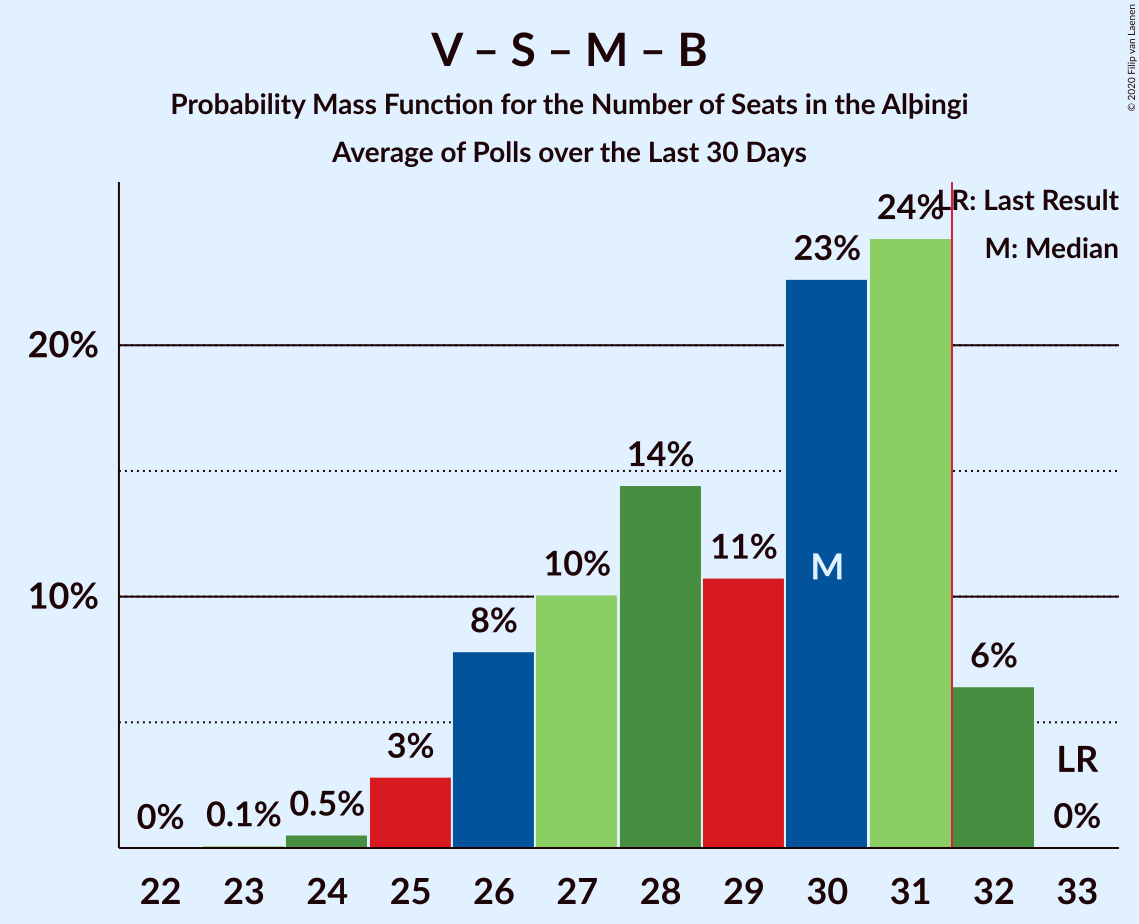 V – S – M – B
Probability Mass Function for the Number of Seats in the Alþingi
Average of Polls over the Last 30 Days
© 2020 Filip van Laenen
LR: Last Result
M: Median
20%
10%
0%
0.1%
0.5%
3%
8%
10%
14%
11%
23%
24%
6%
0%
M
LR
22 23 24 25 26 27 28 29 30 31 32 33